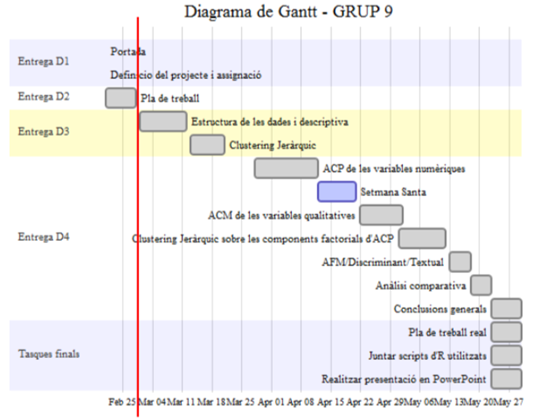 Diagrama de Gantt - GRUP 9
Portada
Entrega D1
Definicio del projecte i assignació
Entrega D2
Pla de treball
Estructura de les dades i descriptiva
Entrega D3
Clustering Jeràrquic
ACP de les variables numèriques
Setmana Santa
ACM de les variables qualitatives
Entrega D4
Clustering Jeràrquic sobre les components factorials d'ACP
AFM/Discriminant/Textual
Anàlisi comparativa
Conclusions generals
Pla de treball real
Tasques finals
Juntar scripts d'R utilitzats
Realitzar presentació en PowerPoint
Feb 25 Mar 04 Mar 11 Mar 18 Mar 25 Apr 01 Apr 08 Apr 15 Apr 22 Apr 29 May 06 May 13 May 20 May 27